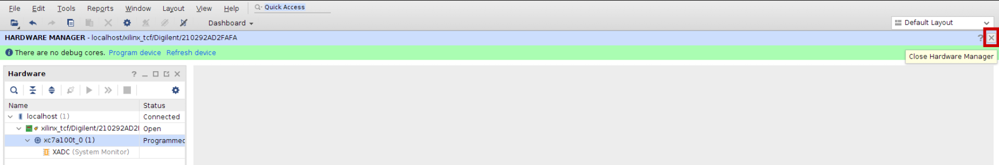 File Edit Tools Reports Window Layout View Help Quick Access
Dashboard Default Layout
HARDWARE MANAGER - localhost/xilinx_tcf/Digilent/210292AD2FAFA ?
There are no debug cores. Program device Refresh device
Close Hardware Manager
Hardware ?
Name Status
localhost (1) Connected
xilinx_tcf/Digilent/210292AD2 Open
xc7a100t_0 (1) Programmed
XADC (System Monitor)